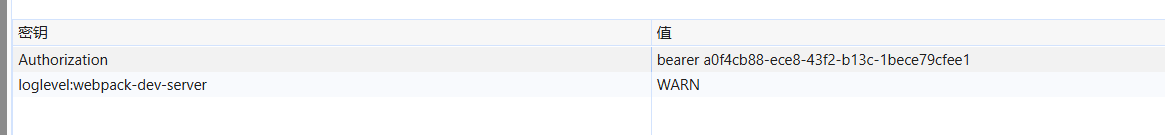 密钥 值
Authorization bearer a0f4cb88-ece8-43f2-b13c-1bece79cfee1
loglevel:webpack-dev-server WARN